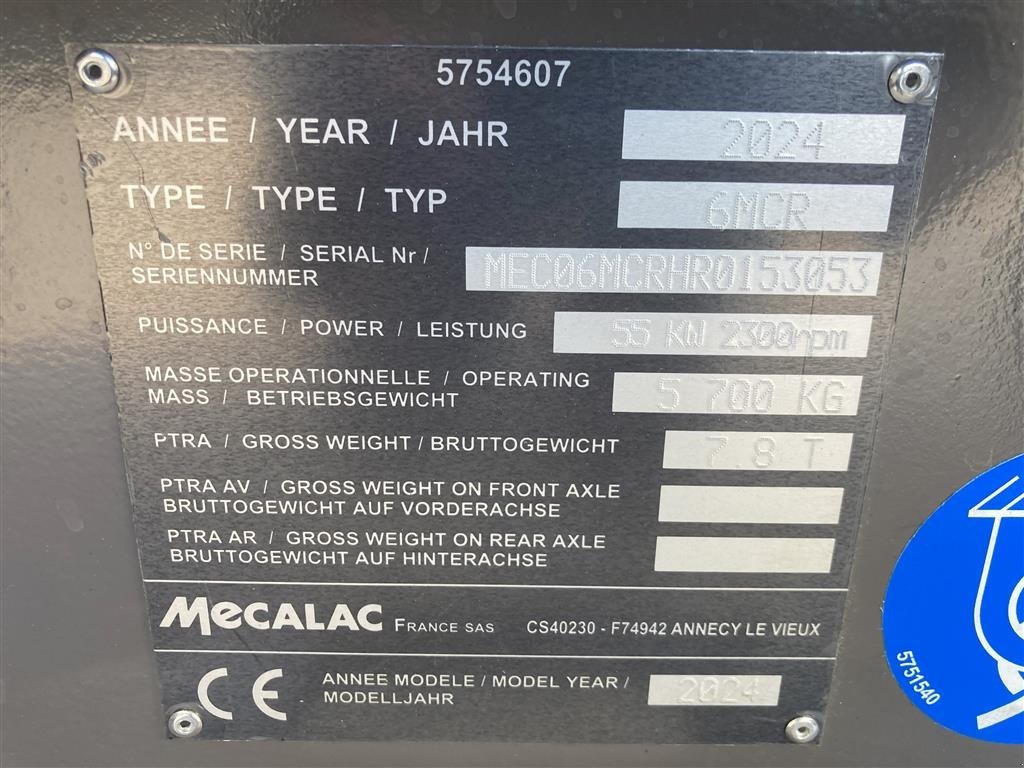 5754607
ANNEE / YEAR / JAHR 2024
TYPE / TYPE / TYP 6MCR
N° DE SERIE / SERIAL Nr /
SERIENNUMMER MEC06MCRHR0153053
PUISSANCE / POWER / LEISTUNG 55 KW 2300rpm
MASSE OPERATIONNELLE / OPERATING
MASS / BETRIEBSGEWICHT 5 700 KG
PTRA / GROSS WEIGHT / BRUTTOGEWICHT 7.8 T
PTRA AV / GROSS WEIGHT ON FRONT AXLE
BRUTTOGEWICHT AUF VORDERACHSE
PTRA AR / GROSS WEIGHT ON REAR AXLE
BRUTTOGEWICHT AUF HINTERACHSE
MECALAC FRANCE SAS CS40230 - F74942 ANNECY LE VIEUX
CE ANNEE MODELE / MODEL YEAR /
MODELLJAHR 2024
5751540